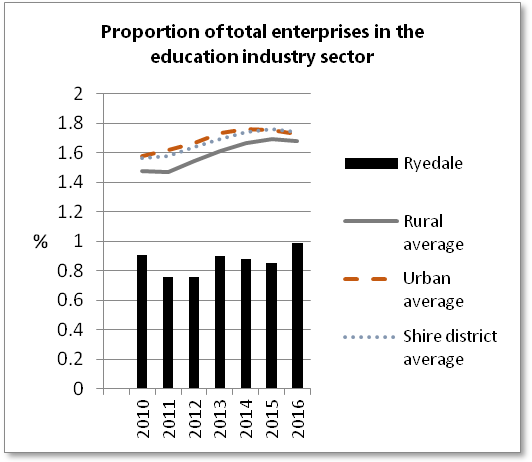 Proportion of total enterprises in the
education industry sector
2
1.8
1.6
1.4
1.2
1
0.8
0.6
0.4
0.2
0
%
2010
2011
2012
2013
2014
2015
2016
Ryedale
Rural
average
Urban
average
Shire district
average